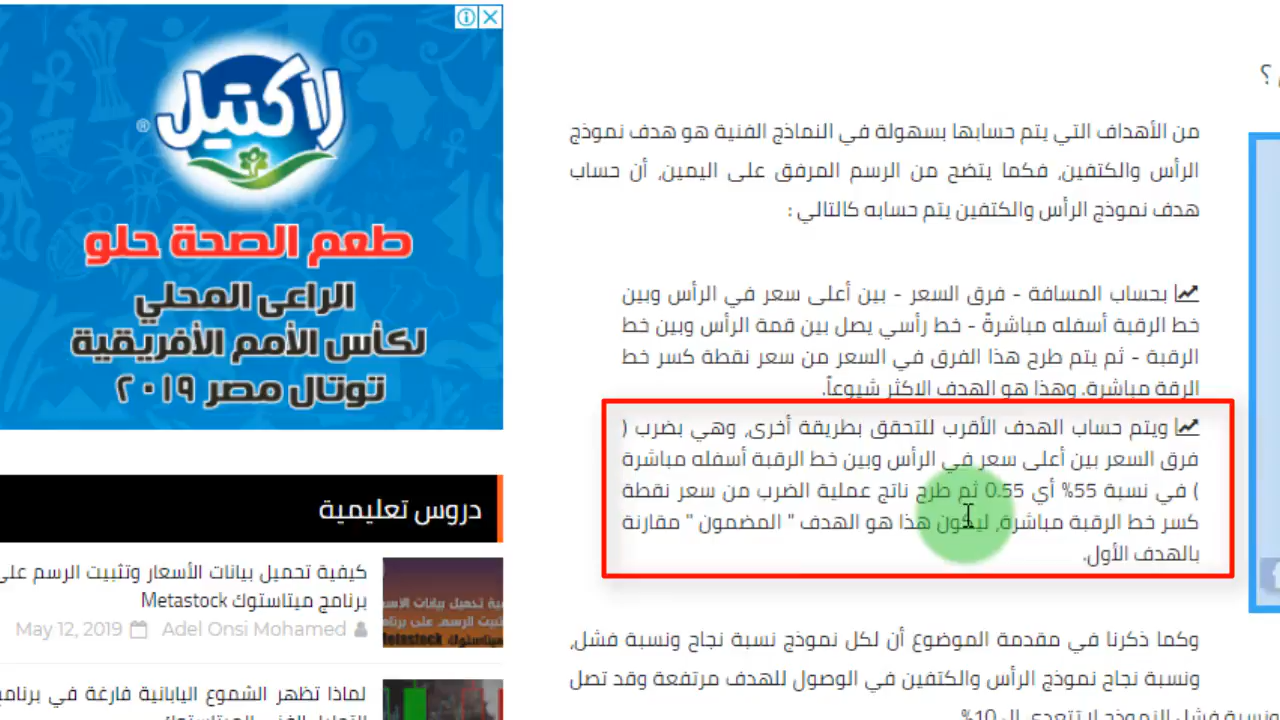 ؟
من الأهداف التي يتم حسابها بسهولة في النماذج الفنية هو هدف نموذج
الرأس والكتفين، فكما يتضح من الرسم المرفق على اليمين، أن حساب
هدف نموذج الرأس والكتفين يتم حسابه كالتالي :
بحساب المسافة - فرق السعر - بين أعلى سعر في الرأس وبين
خط الرقبة أسفله مباشرةً - خط رأسي يصل بين قمة الرأس وبين خط
الرقبة - ثم يتم طرح هذا الفرق في السعر من سعر نقطة كسر خط
الرقة مباشرة. وهذا هو الهدف الاكثر شيوعاً.
ويتم حساب الهدف الأقرب للتحقق بطريقة أخرى، وهي بضرب (
فرق السعر بين أعلى سعر في الرأس وبين خط الرقبة أسفله مباشرة
) في نسبة 55% أي 0.55 ثم طرح ناتج عملية الضرب من سعر نقطة
كسر خط الرقبة مباشرة، ليكون هذا هو الهدف " المضمون " مقارنة
بالهدف الأول.
وكما ذكرنا في مقدمة الموضوع أن لكل نموذج نسبة نجاح ونسبة فشل،
ونسبة نجاح نموذج الرأس والكتفين في الوصول للهدف مرتفعة وقد تصل
ونسبة فشل النموذج لا تتعدى الـ 10%
لاكتيل ®
طعم الصحة حلو
الراعى المحلي
لكأس الأمم الأفريقية
توتال مصر ٢٠١٩
دروس تعليمية
كيفية تحميل بيانات الأسعار وتثبيت الرسم على
برنامج ميتاستوك Metastock
Adel Onsi Mohamed May 12, 2019
لماذا تظهر الشموع اليابانية فارغة في برنامج